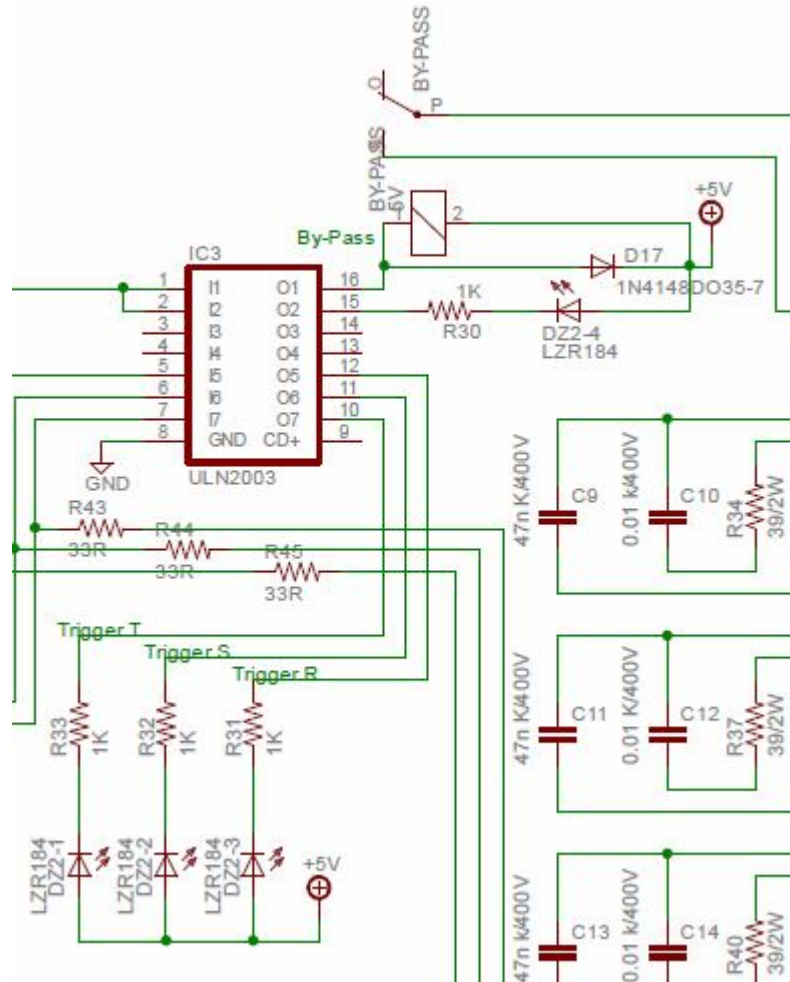 BY-PASS
O
P
BY-PASS
5V
1
2
+5V
By-Pass
D17
1N4148DO35-7
1K
R30
DZ2-4
LZR184
IC3
1 I1 O1 16
2 I2 O2 15
3 I3 O3 14
4 I4 O4 13
5 I5 O5 12
6 I6 O6 11
7 I7 O7 10
8 GND CD+ 9
ULN2003
GND
R43
33R
R44
33R
R45
33R
Trigger T
Trigger S
Trigger R
R33
1K
R32
1K
R31
1K
LZR184
DZ2-1
LZR184
DZ2-2
LZR184
DZ2-3
+5V
47n K/400V
C9
0.01 k/400V
C10
R34
39/2W
47n K/400V
C11
0.01 K/400V
C12
R37
39/2W
47n k/400V
C13
0.01 k/400V
C14
R40
39/2W